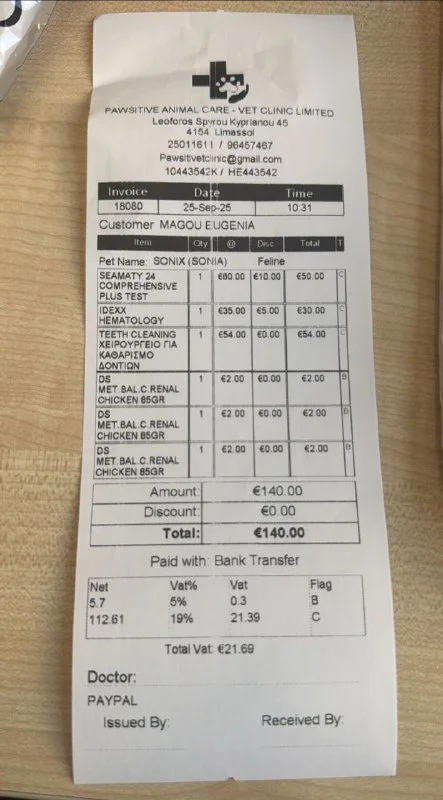 PAWSITIVE ANIMAL CARE - VET CLINIC LIMITED
Leoforos Spyrou Kyprianou 45
4154, Limassol
25011611 / 96457467
Pawsitivetclinic@gmail.com
10443542K / HE443542
Invoice Date Time
18080 25-Sep-25 10:31
Customer MAGOU EUGENIA
Item Qty @ Disc. Total T
Pet Name: SONIX (SONIA) Feline
SEAMATY 24 1 €60.00 €10.00 €50.00 C
COMPREHENSIVE
PLUS TEST
IDEXX 1 €35.00 €5.00 €30.00 C
HEMATOLOGY
TEETH CLEANING 1 €54.00 €0.00 €54.00 C
ΧΕΙΡΟΥΡΓΕΙΟ ΓΙΑ
ΚΑΘΑΡΙΣΜΟ
ΔΟΝΤΙΩΝ
DS 1 €2.00 €0.00 €2.00 B
MET.BAL.C.RENAL
CHICKEN 85GR
DS 1 €2.00 €0.00 €2.00 B
MET.BAL.C.RENAL
CHICKEN 85GR
DS 1 €2.00 €0.00 €2.00 B
MET.BAL.C.RENAL
CHICKEN 85GR
Amount: €140.00
Discount: €0.00
Total: €140.00
Paid with: Bank Transfer
Net Vat% Vat Flag
5.7 5% 0.3 B
112.61 19% 21.39 C
Total Vat: €21.69
Doctor:
PAYPAL
Issued By: Received By: